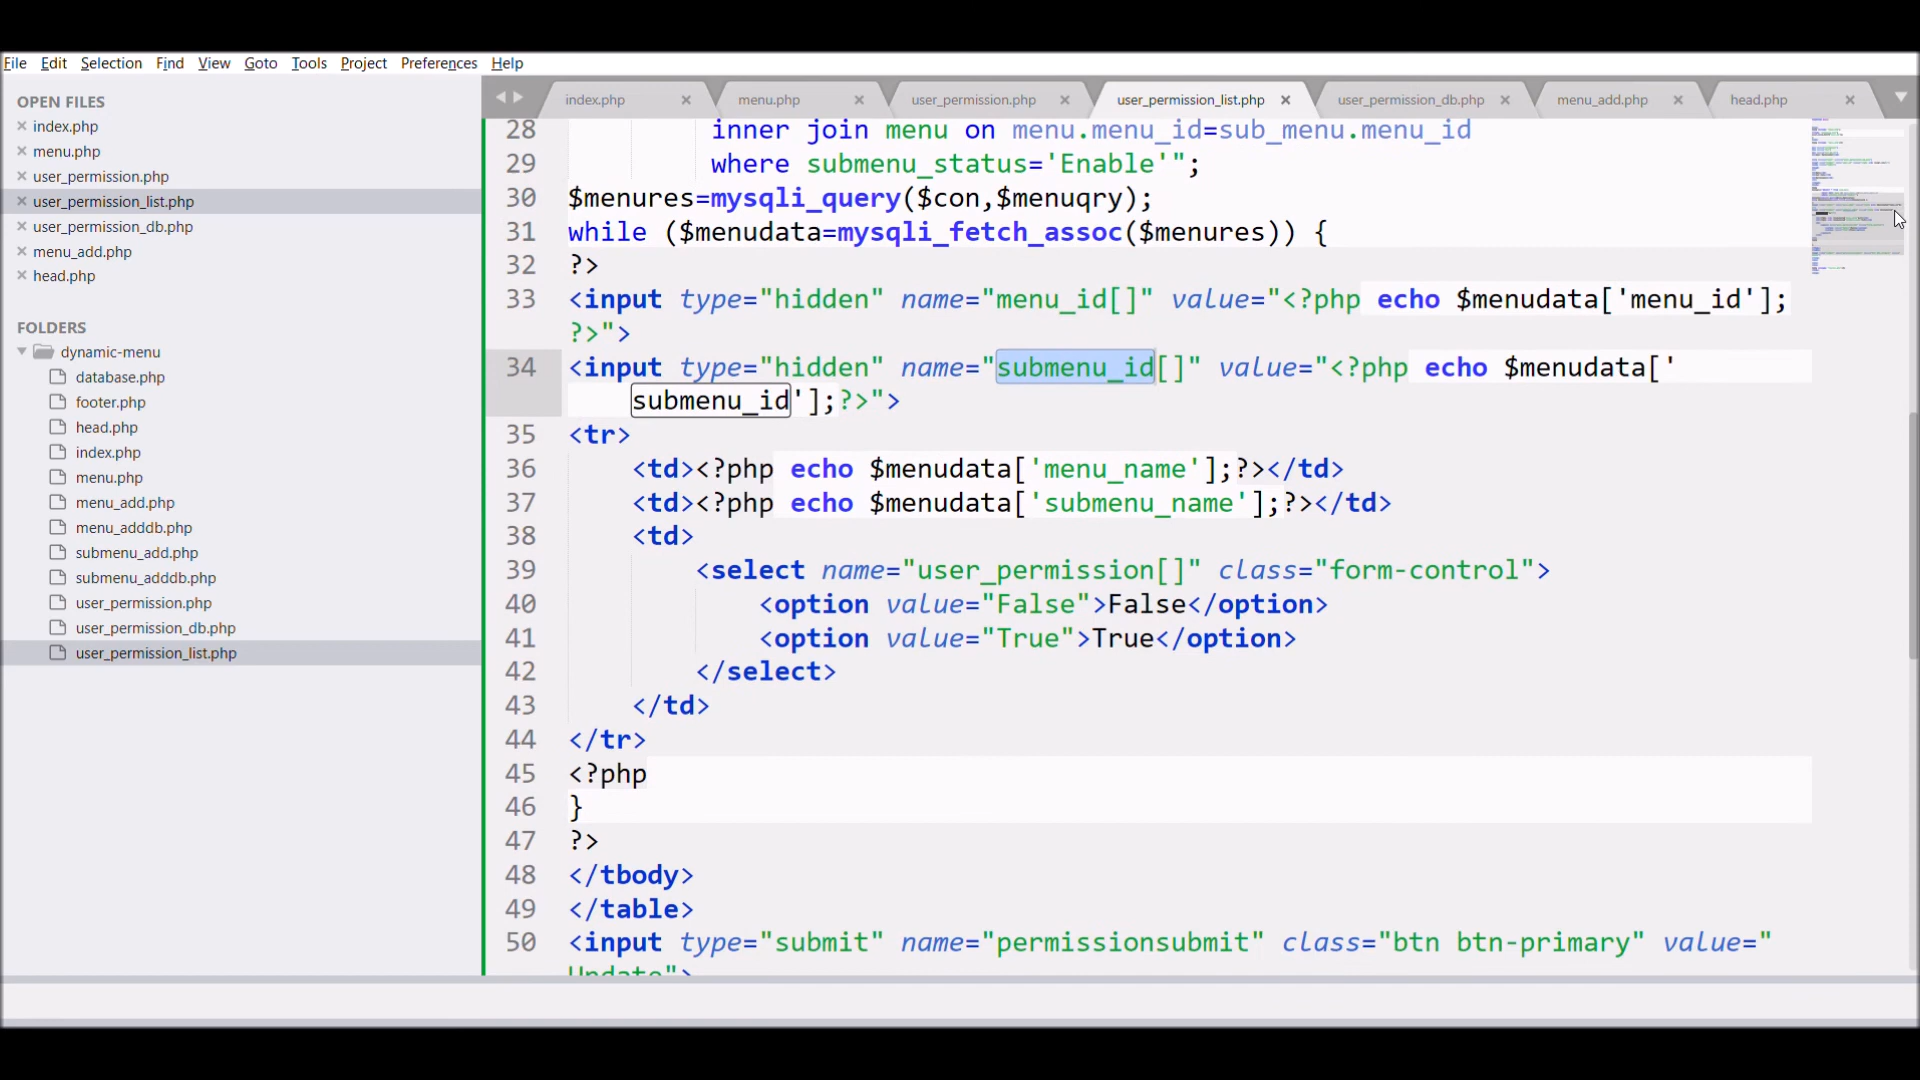 File Edit Selection Find View Goto Tools Project Preferences Help
OPEN FILES
index.php
menu.php
user_permission.php
user_permission_list.php
user_permission_db.php
menu_add.php
head.php
FOLDERS
dynamic-menu
database.php
footer.php
head.php
index.php
menu.php
menu_add.php
menu_adddb.php
submenu_add.php
submenu_adddb.php
user_permission.php
user_permission_db.php
user_permission_list.php
index.php menu.php user_permission.php user_permission_list.php user_permission_db.php menu_add.php head.php
28 inner join menu on menu.menu_id=sub_menu.menu_id
29 where submenu_status='Enable'";
30 $menures=mysqli_query($con,$menuqry);
31 while ($menudata=mysqli_fetch_assoc($menures)) {
32 ?>
33 <input type="hidden" name="menu_id[]" value="<?php echo $menudata['menu_id'];
?>">
34 <input type="hidden" name="submenu_id[]" value="<?php echo $menudata['
submenu_id'];?>">
35 <tr>
36 <td><?php echo $menudata['menu_name'];?></td>
37 <td><?php echo $menudata['submenu_name'];?></td>
38 <td>
39 <select name="user_permission[]" class="form-control">
40 <option value="False">False</option>
41 <option value="True">True</option>
42 </select>
43 </td>
44 </tr>
45 <?php
46 }
47 ?>
48 </tbody>
49 </table>
50 <input type="submit" name="permissionsubmit" class="btn btn-primary" value="
Update">